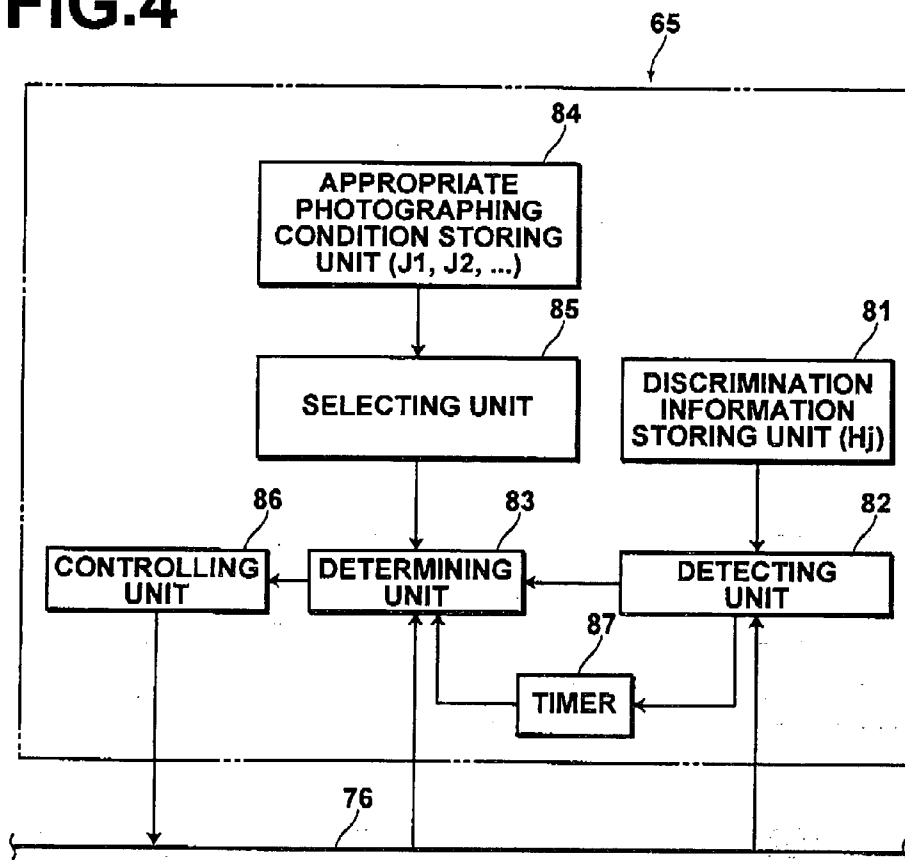 FIG.4
65
84
APPROPRIATE
PHOTOGRAPHING
CONDITION STORING
UNIT (J1, J2, ...)
85
SELECTING UNIT
81
DISCRIMINATION
INFORMATION
STORING UNIT (Hj)
86
CONTROLLING
UNIT
83
DETERMINING
UNIT
82
DETECTING
UNIT
87
TIMER
76